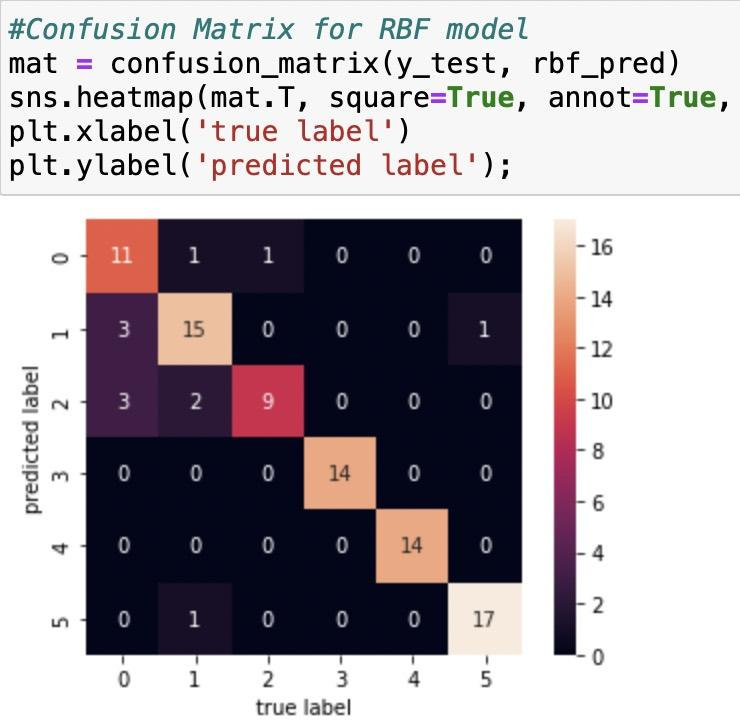 #Confusion Matrix for RBF model
mat = confusion_matrix(y_test, rbf_pred)
sns.heatmap(mat.T, square=True, annot=True,
plt.xlabel('true label')
plt.ylabel('predicted label');
0 11 1 1 0 0 0
1 3 15 0 0 0 1
2 3 2 9 0 0 0
3 0 0 0 14 0 0
4 0 0 0 0 14 0
5 0 1 0 0 0 17
0 1 2 3 4 5
true label
predicted label
16
14
12
10
8
6
4
2
0